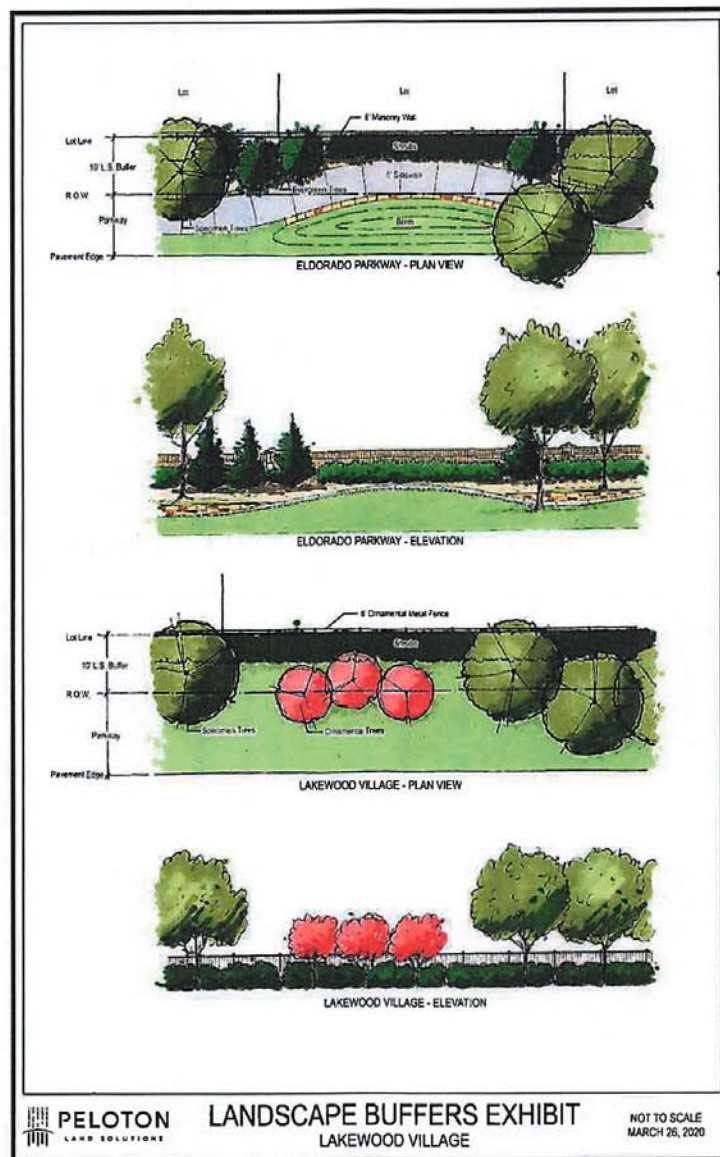 Lot
Lot
Lot
6' Masonry Wall
Lot Line
Shrubs
10' L.S. Buffer
Evergreen Trees
R.O.W.
Parkway
Berm
Specimen Trees
Pavement Edge
ELDORADO PARKWAY - PLAN VIEW
ELDORADO PARKWAY - ELEVATION
6' Ornamental Metal Fence
Lot Line
Shrubs
10' L.S. Buffer
R.O.W.
Specimen Trees
Ornamental Trees
Parkway
Pavement Edge
LAKEWOOD VILLAGE - PLAN VIEW
LAKEWOOD VILLAGE - ELEVATION
PELOTON
LAND SOLUTIONS
LANDSCAPE BUFFERS EXHIBIT
LAKEWOOD VILLAGE
NOT TO SCALE
MARCH 26, 2020